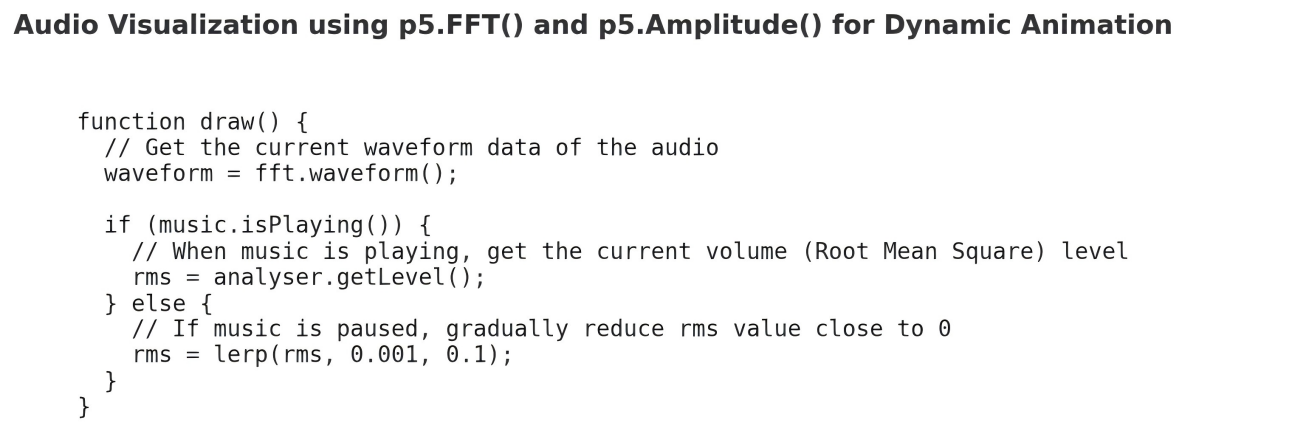 Audio Visualization using p5.FFT() and p5.Amplitude() for Dynamic Animation
function draw() {
  // Get the current waveform data of the audio
  waveform = fft.waveform();
  if (music.isPlaying()) {
    // When music is playing, get the current volume (Root Mean Square) level
    rms = analyser.getLevel();
  } else {
    // If music is paused, gradually reduce rms value close to 0
    rms = lerp(rms, 0.001, 0.1);
  }
}